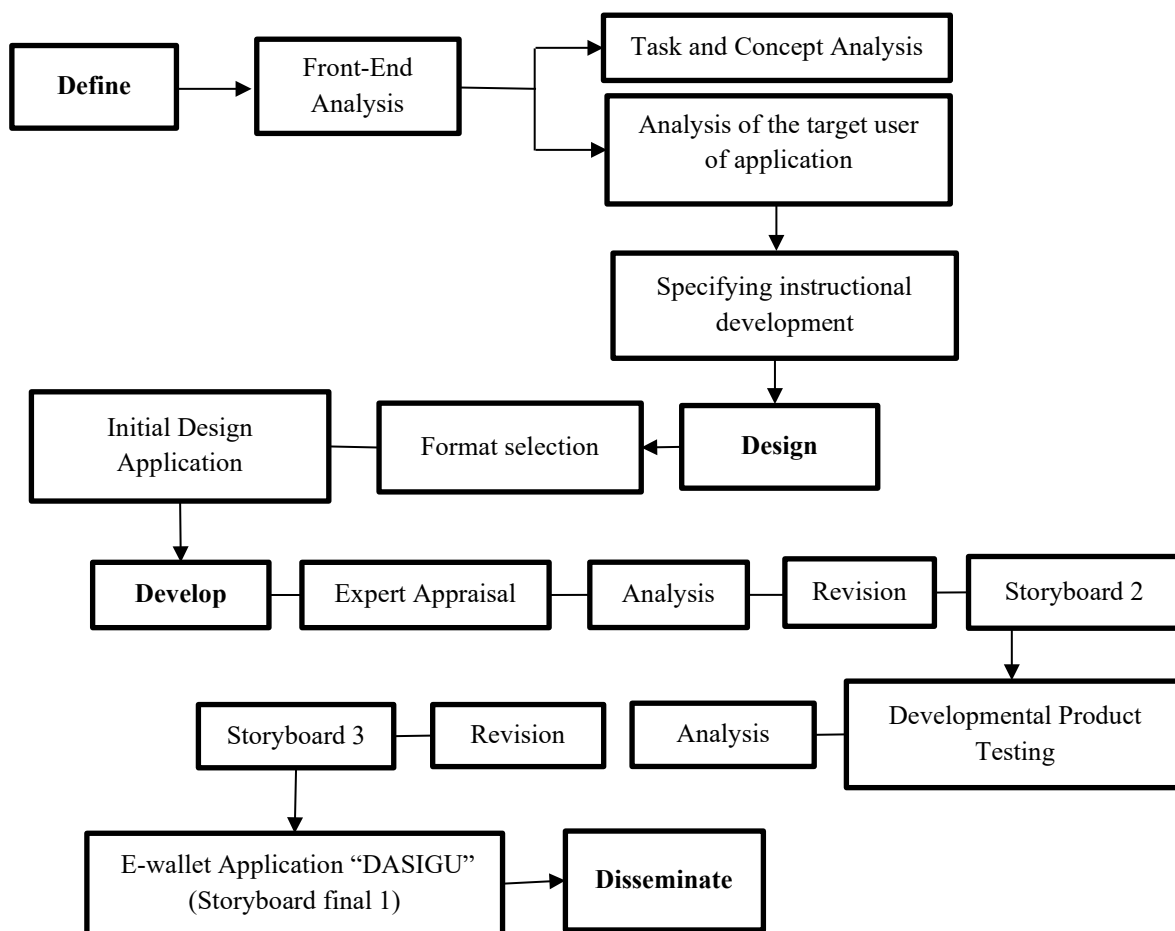 Define
Front-End
Analysis
Task and Concept Analysis
Analysis of the target user
of application
Specifying instructional
development
Initial Design
Application
Format selection
Design
Develop
Expert Appraisal
Analysis
Revision
Storyboard 2
Storyboard 3
Revision
Analysis
Developmental Product
Testing
E-wallet Application “DASIGU”
(Storyboard final 1)
Disseminate